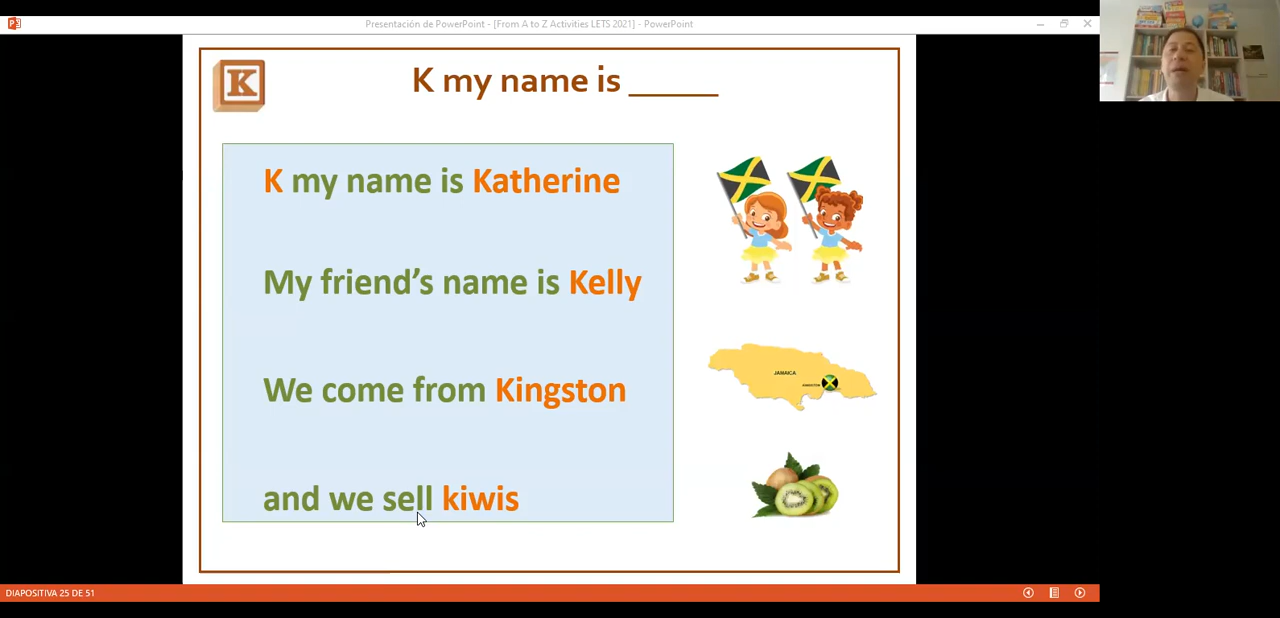 Presentación de PowerPoint - [From A to Z Activities LETS 2021] - PowerPoint
K
K my name is ______
K my name is Katherine
My friend's name is Kelly
We come from Kingston
and we sell kiwis
JAMAICA
KINGSTON
DIAPOSITIVA 25 DE 51